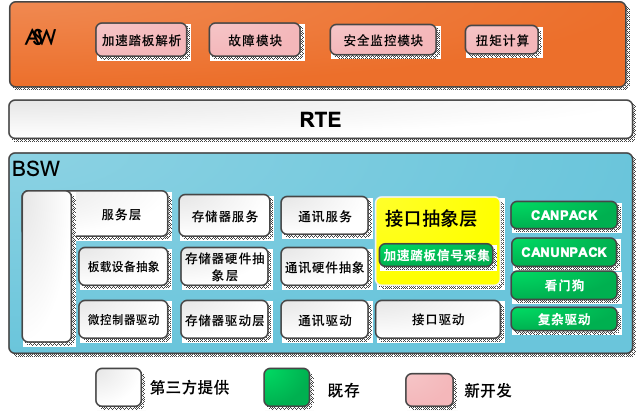 ASW
加速踏板解析
故障模块
安全监控模块
扭矩计算
RTE
BSW
服务层
存储器服务
通讯服务
接口抽象层
CANPACK
板载设备抽象
存储器硬件抽
象层
通讯硬件抽象
加速踏板信号采集
CANUNPACK
看门狗
微控制器驱动
存储器驱动层
通讯驱动
接口驱动
复杂驱动
第三方提供
既存
新开发